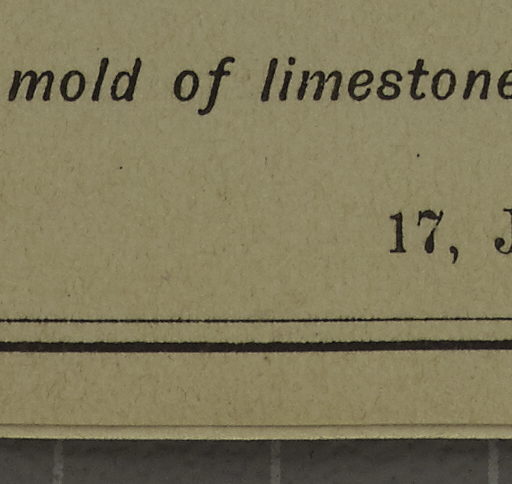 mold of limestone
17, J